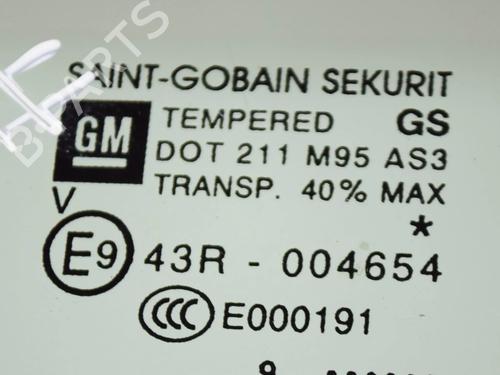 SAINT-GOBAIN SEKURIT
GM TEMPERED GS
DOT 211 M95 AS3
TRANSP. 40% MAX
V *
E9 43R - 004654
CCC E000191